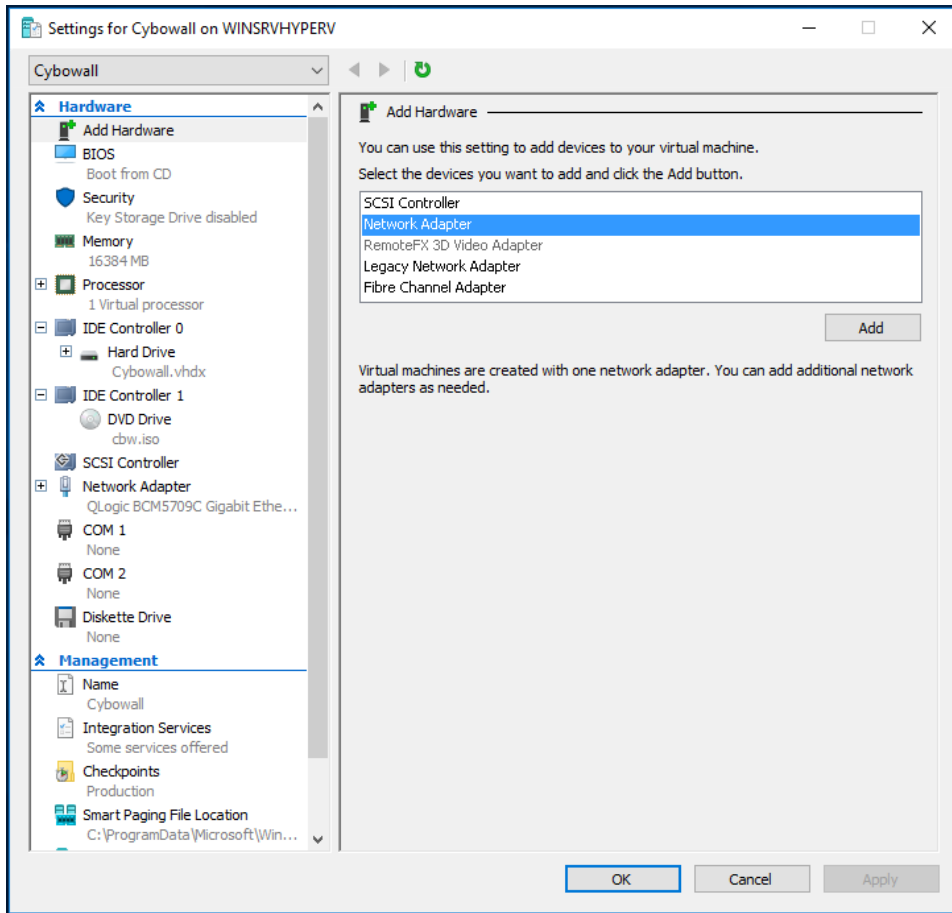 Settings for Cybowall on WINSRVHYPERV
Cybowall
Hardware
Add Hardware
BIOS
Boot from CD
Security
Key Storage Drive disabled
Memory
16384 MB
Processor
1 Virtual processor
IDE Controller 0
Hard Drive
Cybowall.vhdx
IDE Controller 1
DVD Drive
cbw.iso
SCSI Controller
Network Adapter
QLogic BCM5709C Gigabit Ethe...
COM 1
None
COM 2
None
Diskette Drive
None
Management
Name
Cybowall
Integration Services
Some services offered
Checkpoints
Production
Smart Paging File Location
C:\ProgramData\Microsoft\Win...
Add Hardware
You can use this setting to add devices to your virtual machine.
Select the devices you want to add and click the Add button.
SCSI Controller
Network Adapter
RemoteFX 3D Video Adapter
Legacy Network Adapter
Fibre Channel Adapter
Add
Virtual machines are created with one network adapter. You can add additional network
adapters as needed.
OK
Cancel
Apply